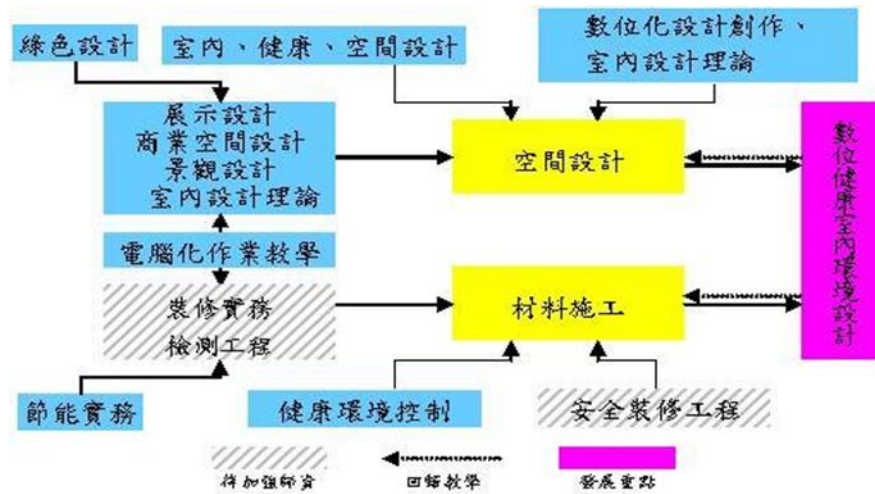 綠色設計
室內、健康、空間設計
數位化設計創作、
室內設計理論
展示設計
商業空間設計
景觀設計
室內設計理論
空間設計
數位健康室內環境設計
電腦化作業教學
裝修實務
檢測工程
材料施工
節能實務
健康環境控制
安全裝修工程
待加強師資
回饋教學
發展重點